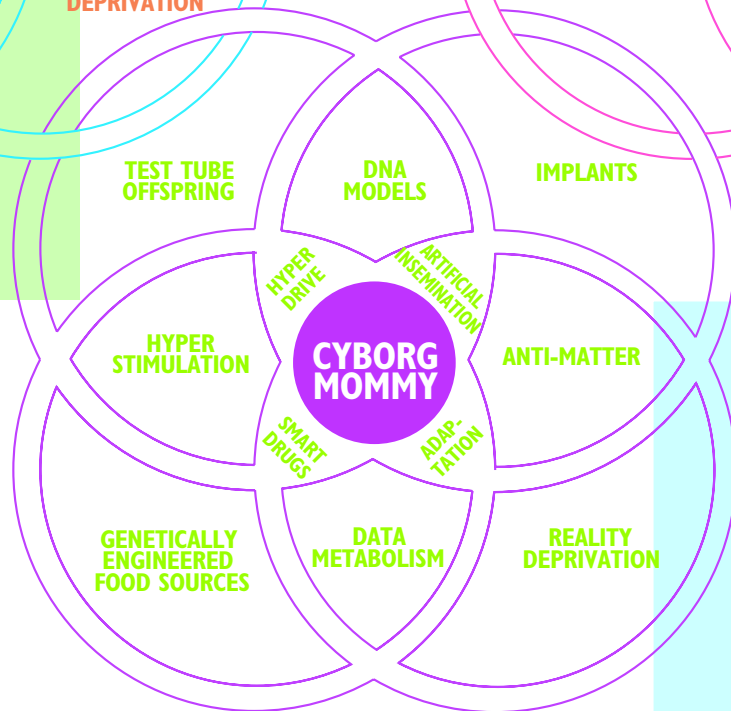 DEPRIVATION
TEST TUBE
OFFSPRING
DNA
MODELS
IMPLANTS
HYPER
DRIVE
ARTIFICIAL
INSEMINATION
HYPER
STIMULATION
CYBORG
MOMMY
ANTI-MATTER
SMART
DRUGS
ADAP-
TATION
GENETICALLY
ENGINEERED
FOOD SOURCES
DATA
METABOLISM
REALITY
DEPRIVATION